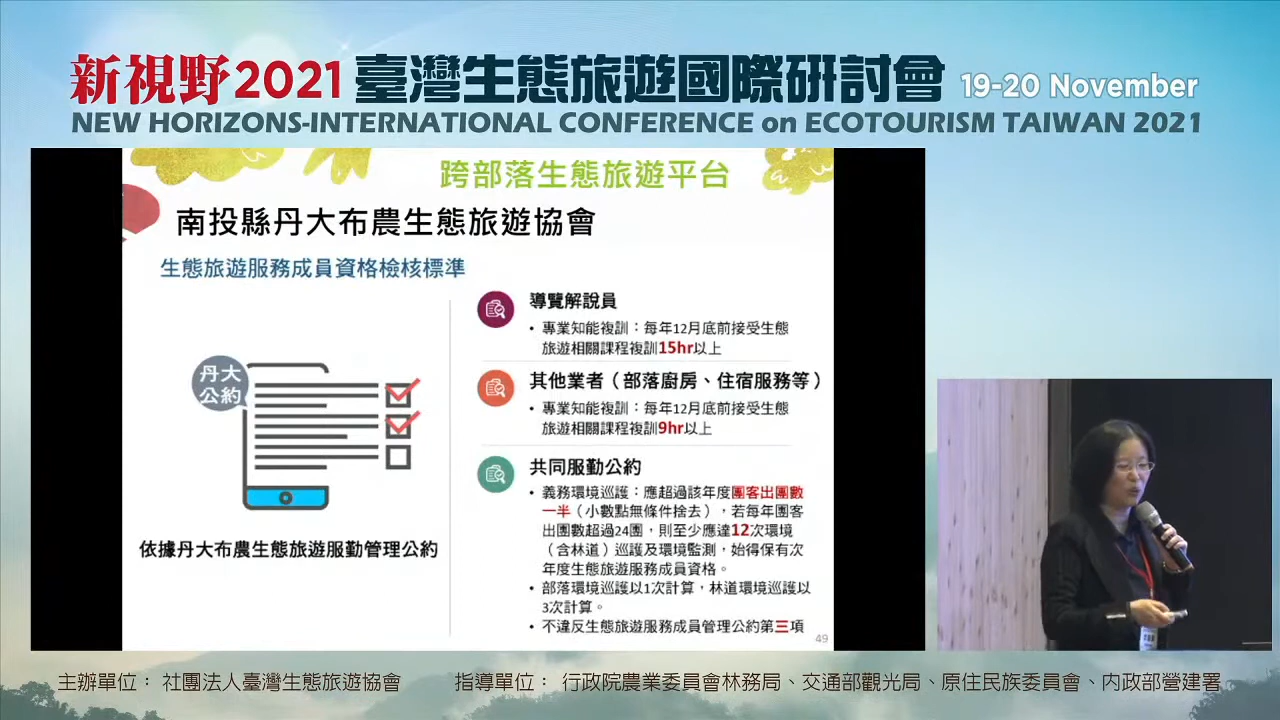 新視野2021臺灣生態旅遊國際研討會 19-20 November
NEW HORIZONS-INTERNATIONAL CONFERENCE on ECOTOURISM TAIWAN 2021
跨部落生態旅遊平台
南投縣丹大布農生態旅遊協會
生態旅遊服務成員資格檢核標準
丹大
公約
依據丹大布農生態旅遊服勤管理公約
導覽解說員
• 專業知能複訓：每年12月底前接受生態
旅遊相關課程複訓15hr以上
其他業者（部落廚房、住宿服務等）
• 專業知能複訓：每年12月底前接受生態
旅遊相關課程複訓9hr以上
共同服勤公約
• 義務環境巡護：應超過該年度團客出團數
一半（小數點無條件捨去），若每年團客
出團數超過24團，則至少應達12次環境
（含林道）巡護及環境監測，始得保有次
年度生態旅遊服務成員資格。
• 部落環境巡護以1次計算，林道環境巡護以
3次計算。
• 不違反生態旅遊服務成員管理公約第三項
49
主辦單位： 社團法人臺灣生態旅遊協會 指導單位： 行政院農業委員會林務局、交通部觀光局、原住民族委員會、內政部營建署